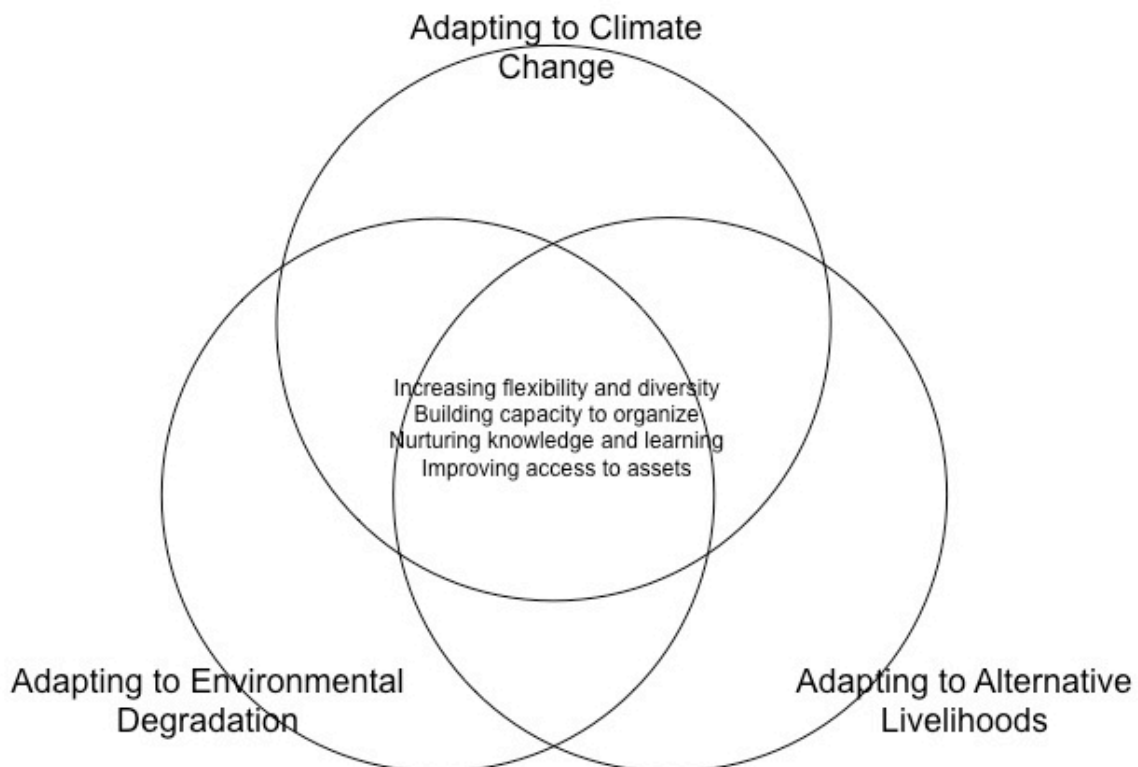 Adapting to Climate
Change
Increasing flexibility and diversity
Building capacity to organize
Nurturing knowledge and learning
Improving access to assets
Adapting to Environmental
Degradation
Adapting to Alternative
Livelihoods